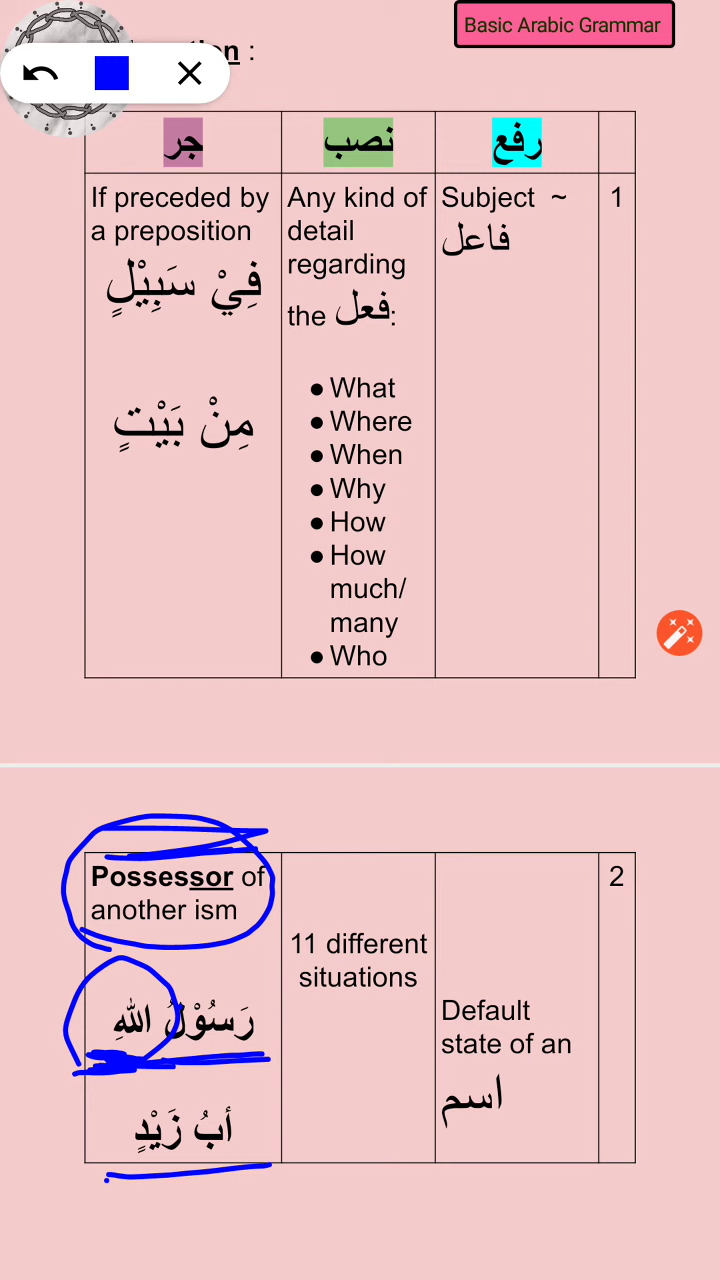 Basic Arabic Grammar
n :
جر
نصب
رفع
If preceded by
a preposition
فِيْ سَبِيْلٍ
مِنْ بَيْتٍ
Any kind of
detail
regarding
the فعل:
● What
● Where
● When
● Why
● How
● How
much/
many
● Who
Subject ~
فاعل
1
Possessor of
another ism
رَسُوْلُ اللهِ
أبُ زَيْدٍ
11 different
situations
Default
state of an
اسم
2